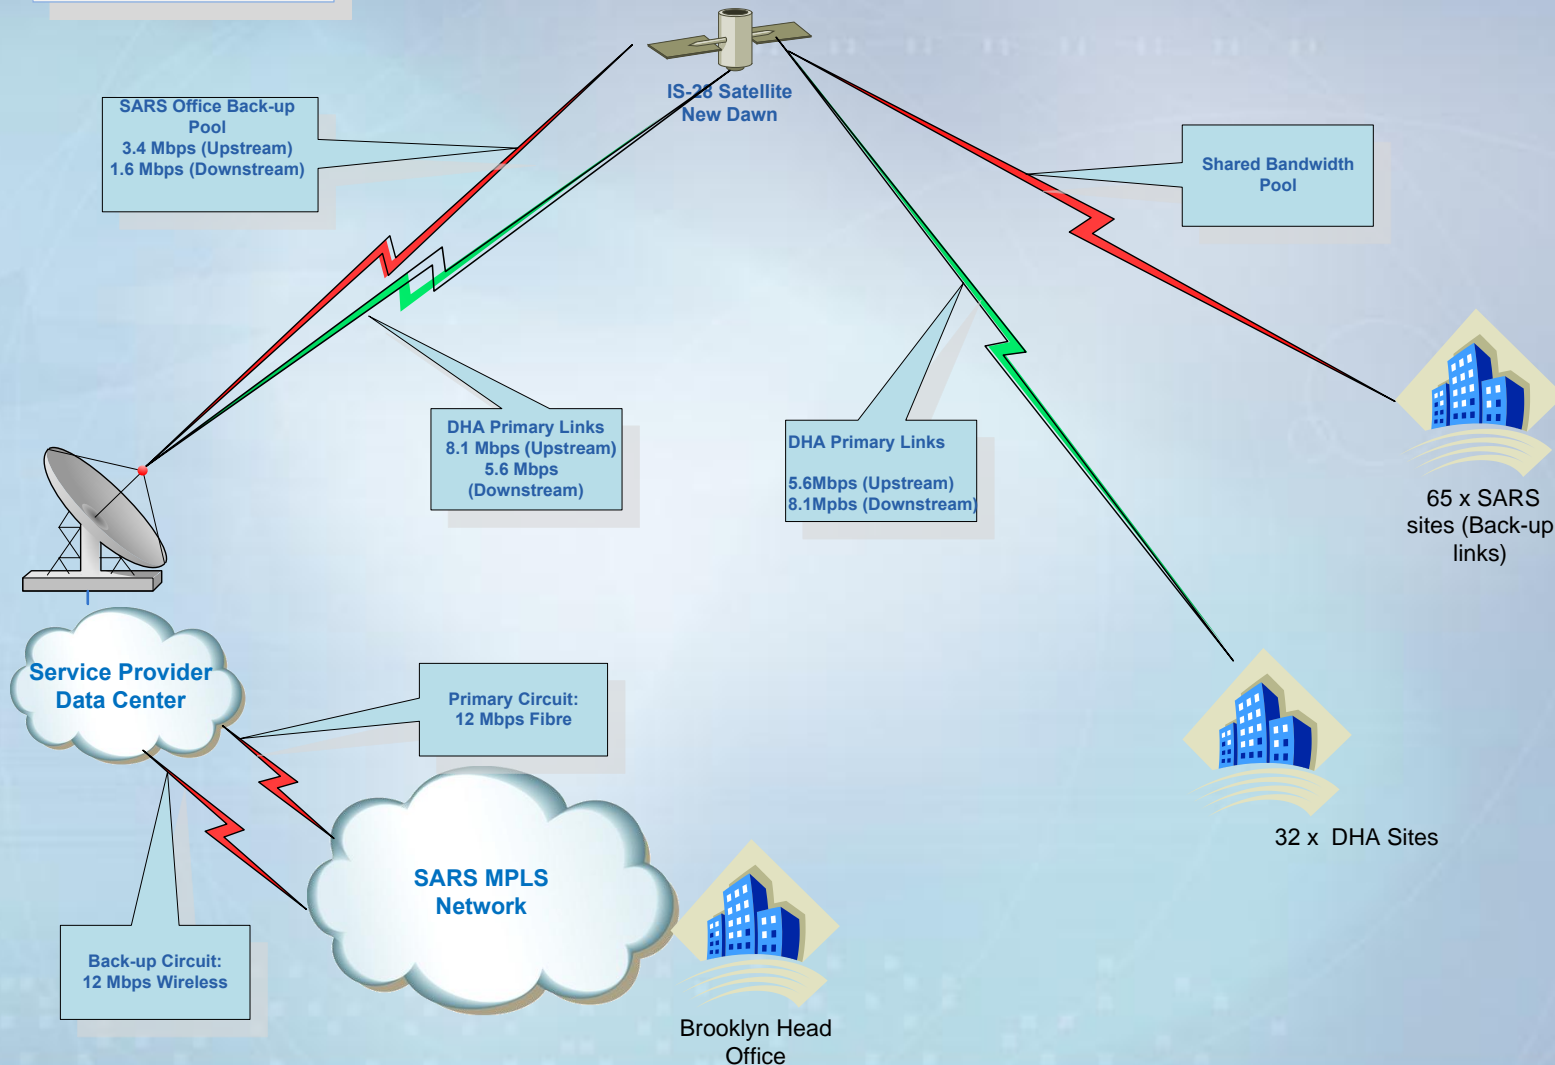 IS-28 Satellite
New Dawn
SARS Office Back-up
Pool
3.4 Mbps (Upstream)
1.6 Mbps (Downstream)
Shared Bandwidth
Pool
DHA Primary Links
8.1 Mbps (Upstream)
5.6 Mbps
(Downstream)
DHA Primary Links
5.6Mbps (Upstream)
8.1Mpbs (Downstream)
65 x SARS
sites (Back-up
links)
Service Provider
Data Center
Primary Circuit:
12 Mbps Fibre
32 x DHA Sites
SARS MPLS
Network
Back-up Circuit:
12 Mbps Wireless
Brooklyn Head
Office